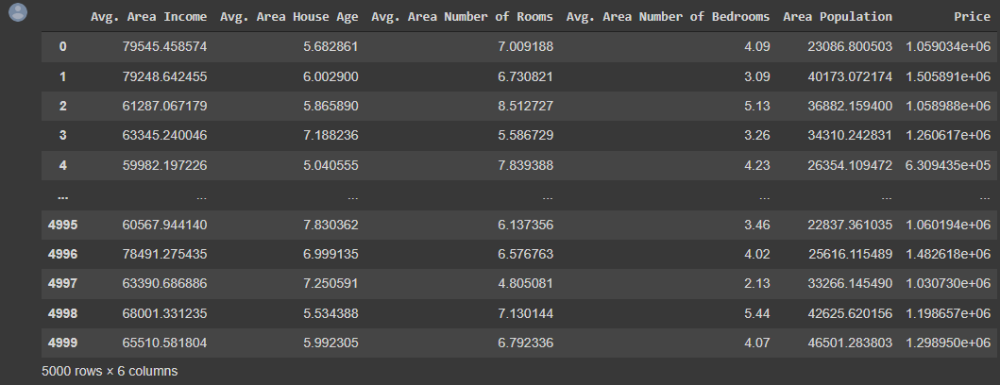 Avg. Area Income Avg. Area House Age Avg. Area Number of Rooms Avg. Area Number of Bedrooms Area Population Price
0 79545.458574 5.682861 7.009188 4.09 23086.800503 1.059034e+06
1 79248.642455 6.002900 6.730821 3.09 40173.072174 1.505891e+06
2 61287.067179 5.865890 8.512727 5.13 36882.159400 1.058988e+06
3 63345.240046 7.188236 5.586729 3.26 34310.242831 1.260617e+06
4 59982.197226 5.040555 7.839388 4.23 26354.109472 6.309435e+05
... ... ... ... ... ... ...
4995 60567.944140 7.830362 6.137356 3.46 22837.361035 1.060194e+06
4996 78491.275435 6.999135 6.576763 4.02 25616.115489 1.482618e+06
4997 63390.686886 7.250591 4.805081 2.13 33266.145490 1.030730e+06
4998 68001.331235 5.534388 7.130144 5.44 42625.620156 1.198657e+06
4999 65510.581804 5.992305 6.792336 4.07 46501.283803 1.298950e+06
5000 rows × 6 columns